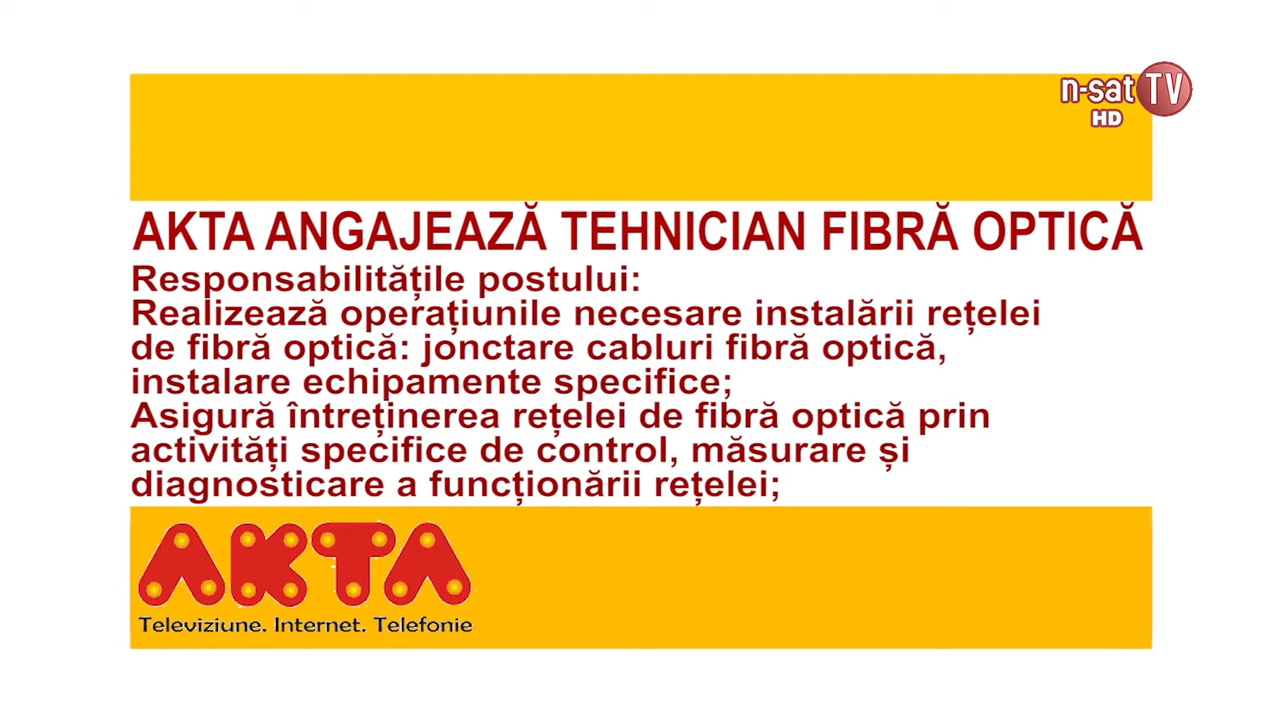 n-sat TV
HD
AKTA ANGAJEAZĂ TEHNICIAN FIBRĂ OPTICĂ
Responsabilitățile postului:
Realizează operațiunile necesare instalării rețelei
de fibră optică: jonctare cabluri fibră optică,
instalare echipamente specifice;
Asigură întreținerea rețelei de fibră optică prin
activități specifice de control, măsurare și
diagnosticare a funcționării rețelei;
AKTA
Televiziune. Internet. Telefonie